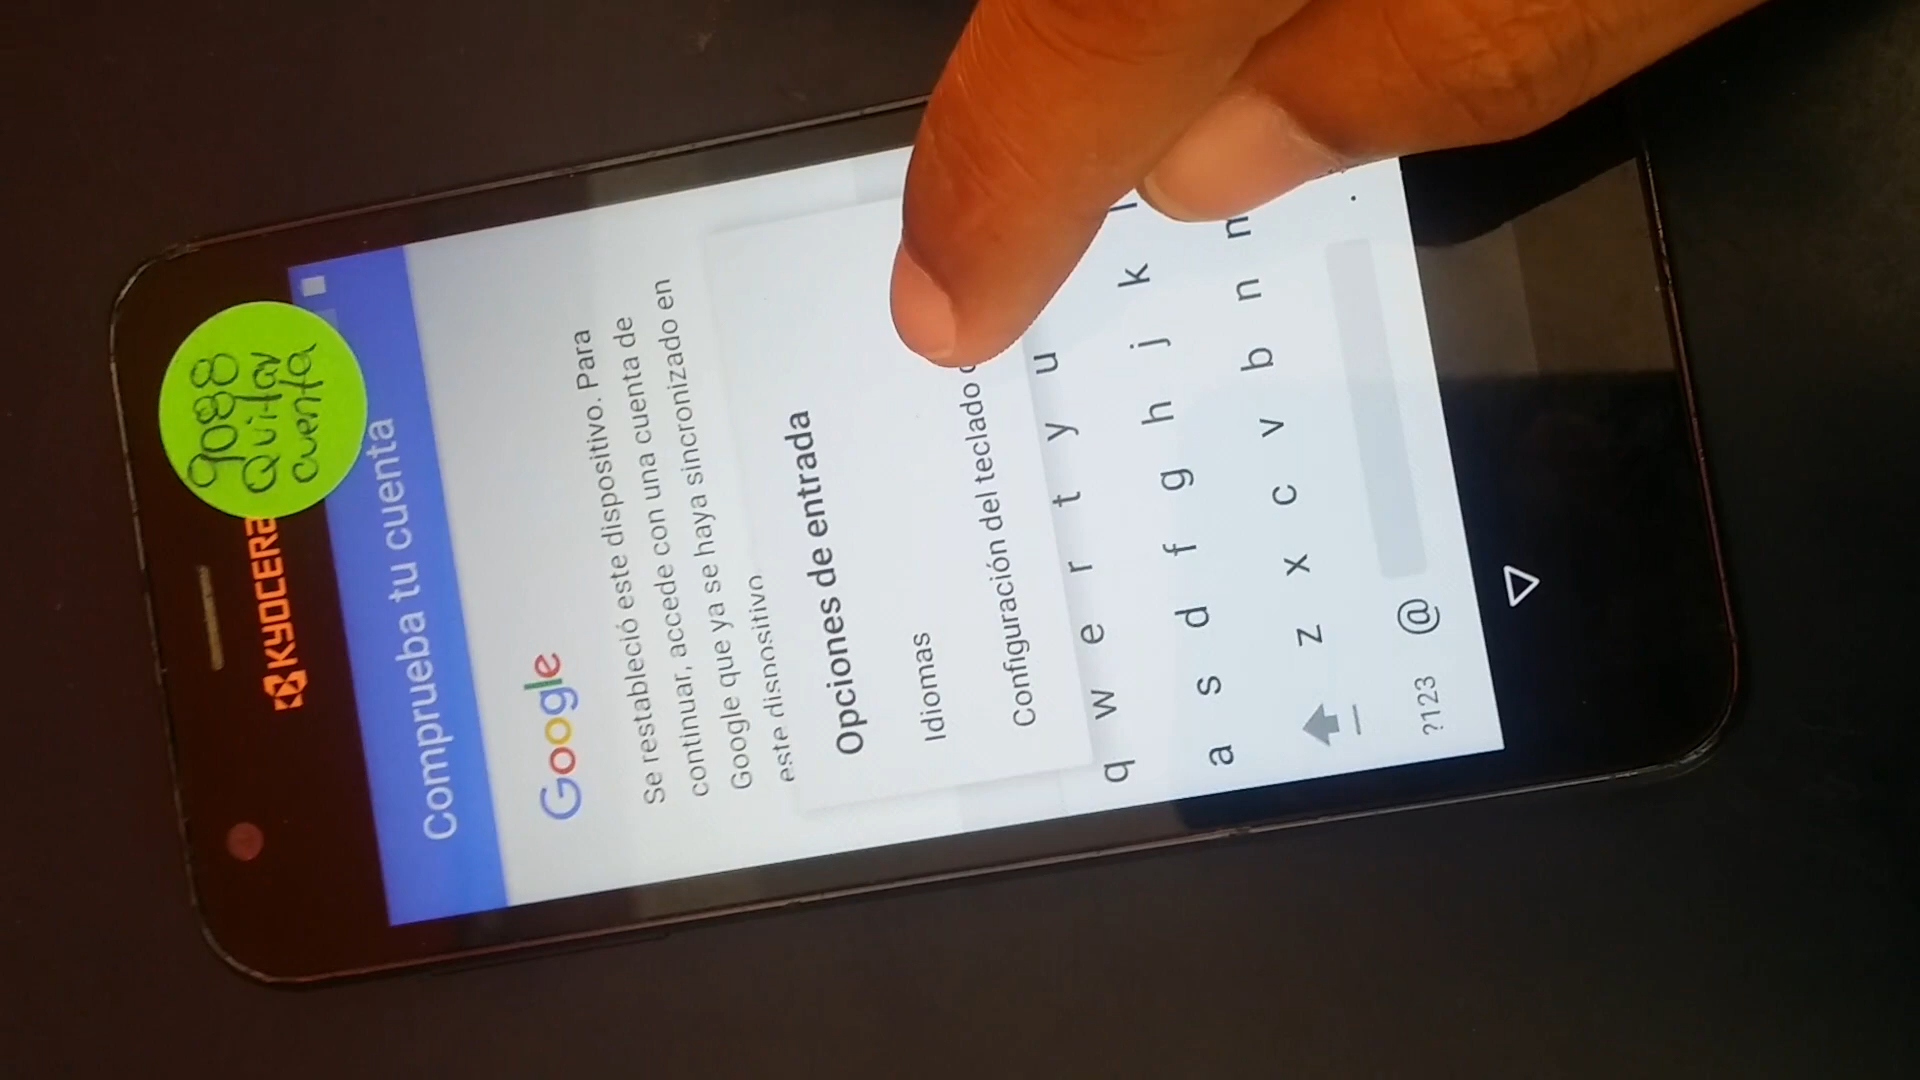 9088
Quitar
cuenta
KYOCERA
Comprueba tu cuenta
Google
Se restableció este dispositivo. Para
continuar, accede con una cuenta de
Google que ya se haya sincronizado en
este dispositivo
Opciones de entrada
Idiomas
Configuración del teclado
q w e r t y u
a s d f g h j k l
z x c v b n m
?123 @ .